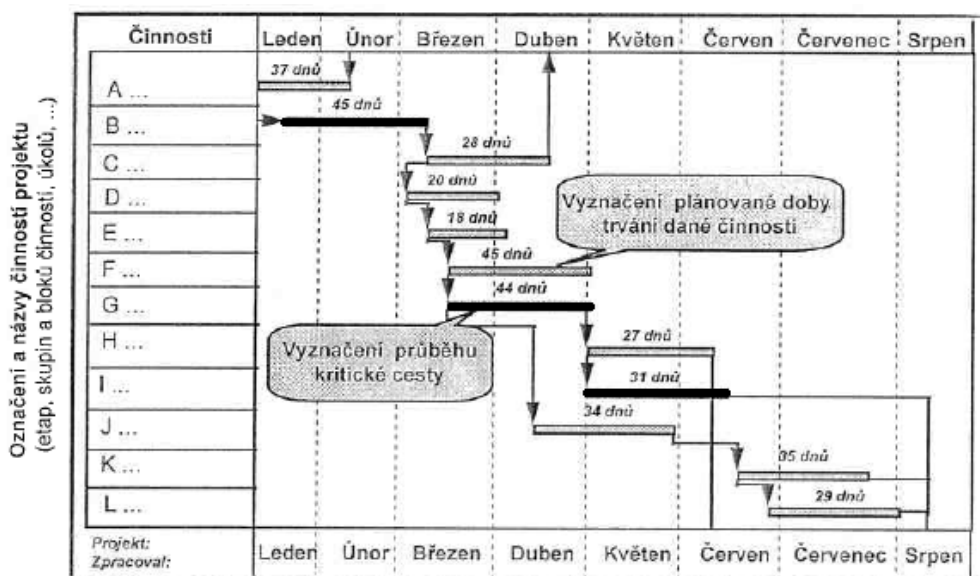 Označení a názvy činností projektu
(etap, skupin a bloků činností, úkolů, ...)
Činnosti
Leden Únor Březen Duben Květen Červen Červenec Srpen
37 dnů
A ...
45 dnů
B ...
28 dnů
C ...
20 dnů
D ...
Vyznačení plánované doby
trvání dané činnosti
18 dnů
E ...
45 dnů
F ...
44 dnů
G ...
Vyznačení průběhu
kritické cesty
27 dnů
H ...
31 dnů
I ...
34 dnů
J ...
35 dnů
K ...
29 dnů
L ...
Projekt:
Zpracoval:
Leden Únor Březen Duben Květen Červen Červenec Srpen